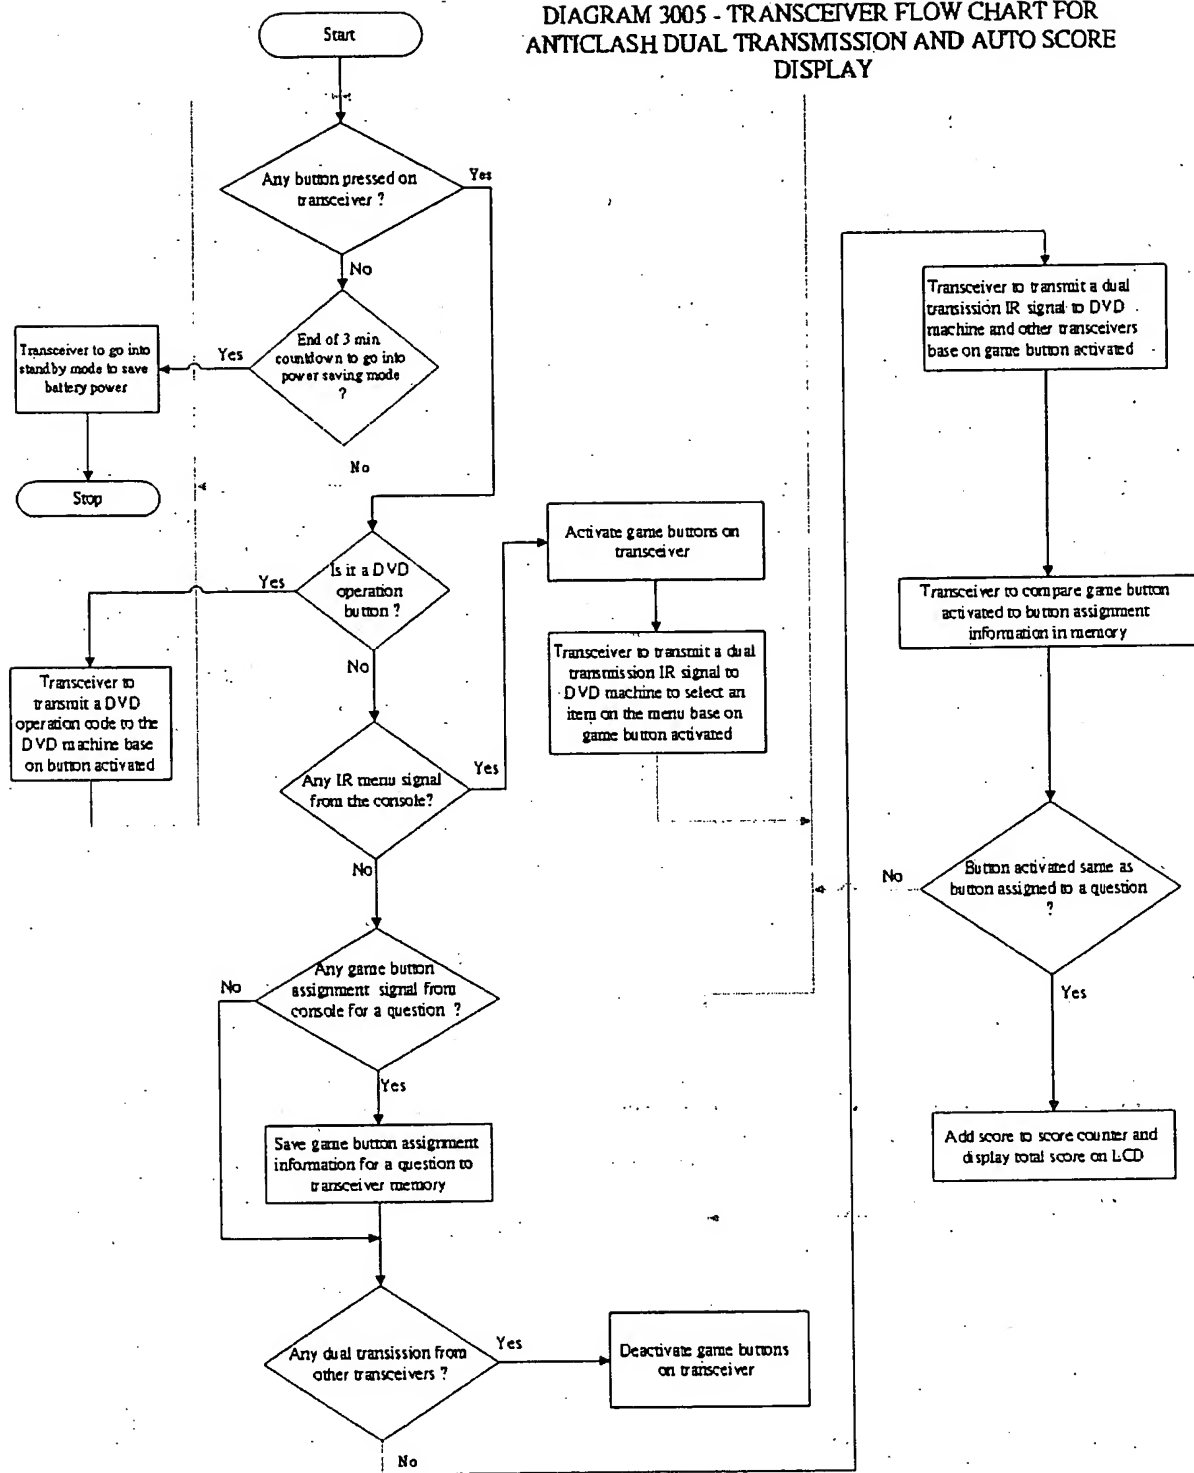 DIAGRAM 3005 - TRANSCEIVER FLOW CHART FOR
ANTICLASH DUAL TRANSMISSION AND AUTO SCORE
DISPLAY
Start
Any button pressed on
transceiver ?
Yes
No
End of 3 min.
countdown to go into
power saving mode
?
Yes
Transceiver to go into
standby mode to save
battery power
Stop
No
Is it a DVD
operation
button ?
Yes
Transceiver to
transmit a DVD
operation code to the
DVD machine base
on button activated
No
Any IR menu signal
from the console?
Yes
Activate game buttons on
transceiver
Transceiver to transmit a dual
transmission IR signal to
DVD machine to select an
item on the menu base on
game button activated
No
Any game button
assignment signal from
console for a question ?
No
Yes
Save game button assignment
information for a question to
transceiver memory
Any dual transission from
other transceivers ?
Yes
Deactivate game buttons
on transceiver
No
Transceiver to transmit a dual
transission IR signal to DVD
machine and other transceivers
base on game button activated
Transceiver to compare game button
activated to button assignment
information in memory
Button activated same as
button assigned to a question
?
No
Yes
Add score to score counter and
display total score on LCD